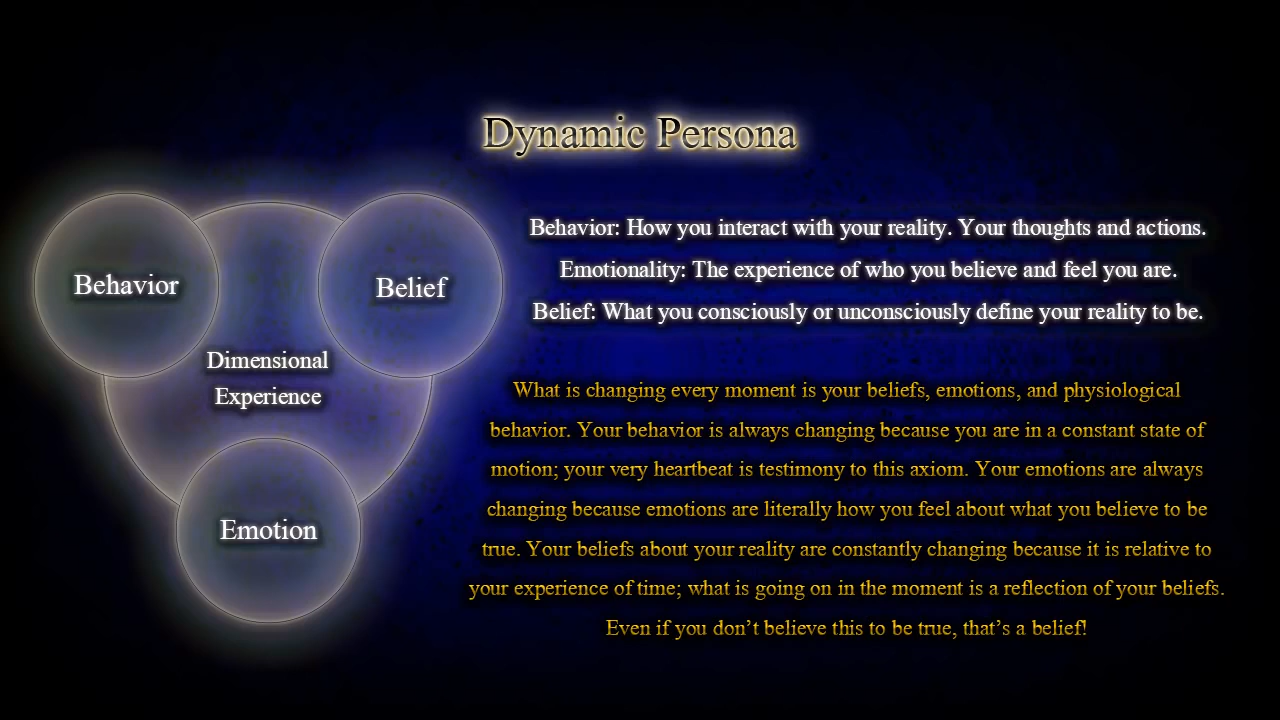 Dynamic Persona
Behavior
Belief
Dimensional
Experience
Emotion
Behavior: How you interact with your reality. Your thoughts and actions.
Emotionality: The experience of who you believe and feel you are.
Belief: What you consciously or unconsciously define your reality to be.
What is changing every moment is your beliefs, emotions, and physiological
behavior. Your behavior is always changing because you are in a constant state of
motion; your very heartbeat is testimony to this axiom. Your emotions are always
changing because emotions are literally how you feel about what you believe to be
true. Your beliefs about your reality are constantly changing because it is relative to
your experience of time; what is going on in the moment is a reflection of your beliefs.
Even if you don’t believe this to be true, that’s a belief!